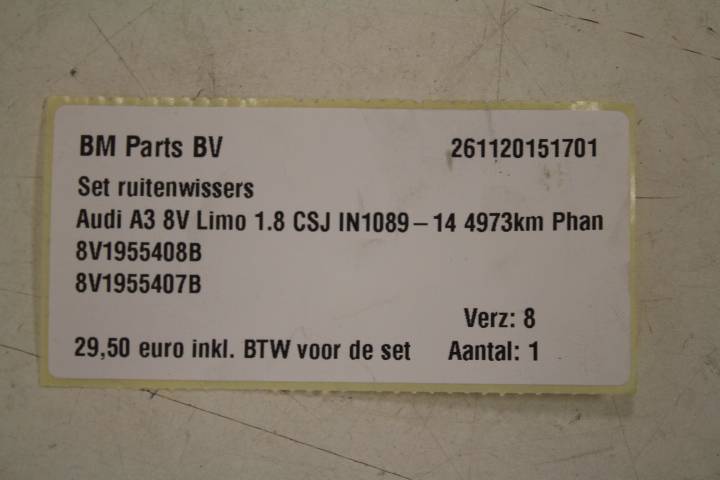 BM Parts BV 261120151701
Set ruitenwissers
Audi A3 8V Limo 1.8 CSJ IN1089-14 4973km Phan
8V1955408B
8V1955407B
Verz: 8
29,50 euro inkl. BTW voor de set Aantal: 1